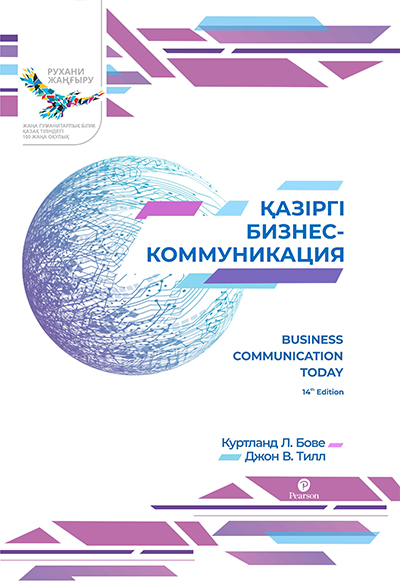 РУХАНИ
ЖАҢҒЫРУ
ЖАҢА ГУМАНИТАРЛЫҚ БІЛІМ
ҚАЗАҚ ТІЛІНДЕГІ
100 ЖАҢА ОҚУЛЫҚ
ҚАЗІРГІ
БИЗНЕС-
КОММУНИКАЦИЯ
BUSINESS
COMMUNICATION
TODAY
14th Edition
Куртланд Л. Бове
Джон В. Тилл
Pearson